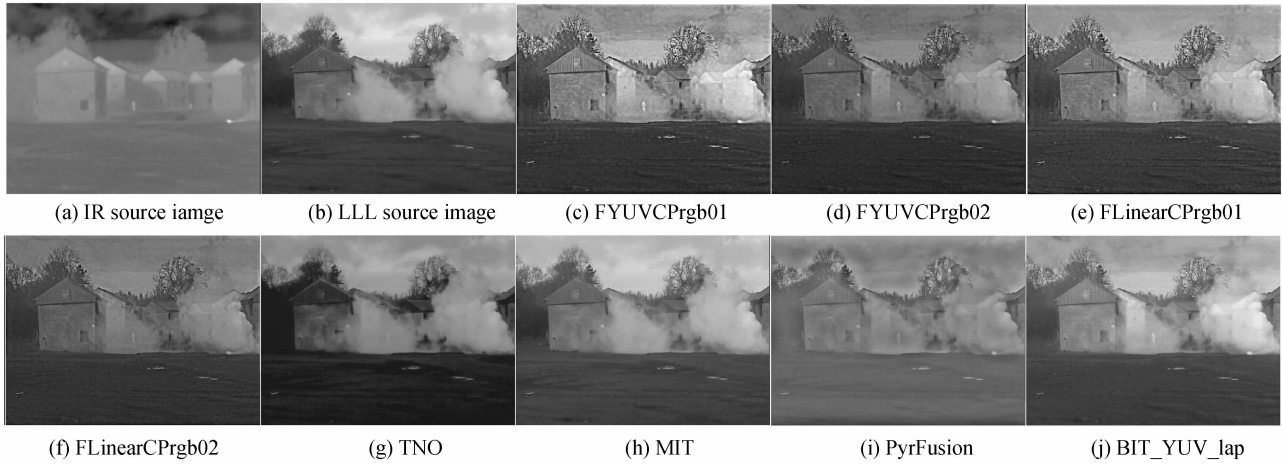 (a) IR source iamge
(b) LLL source image
(c) FYUVCPrgb01
(d) FYUVCPrgb02
(e) FLinearCPrgb01
(f) FLinearCPrgb02
(g) TNO
(h) MIT
(i) PyrFusion
(j) BIT_YUV_lap